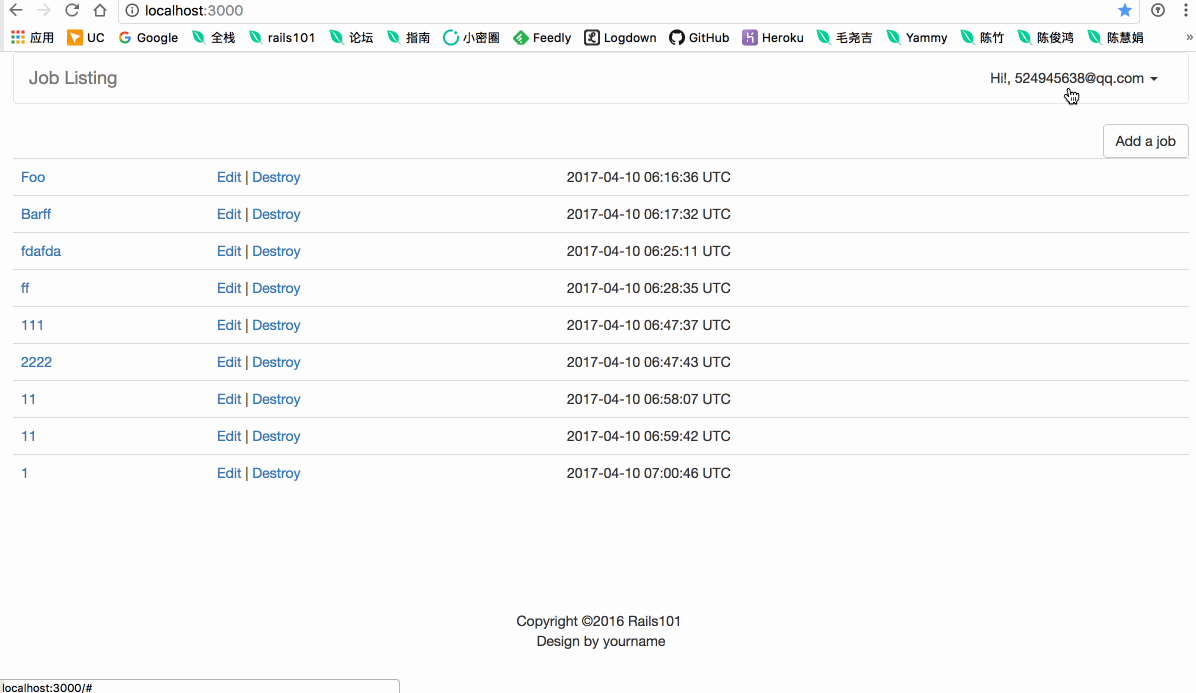 localhost:3000
应用 UC Google 全栈 rails101 论坛 指南 小密圈 Feedly Logdown GitHub Heroku 毛尧吉 Yammy 陈竹 陈俊鸿 陈慧娟 »
Job Listing Hi!, 524945638@qq.com
Add a job
Foo Edit | Destroy 2017-04-10 06:16:36 UTC
Barff Edit | Destroy 2017-04-10 06:17:32 UTC
fdafda Edit | Destroy 2017-04-10 06:25:11 UTC
ff Edit | Destroy 2017-04-10 06:28:35 UTC
111 Edit | Destroy 2017-04-10 06:47:37 UTC
2222 Edit | Destroy 2017-04-10 06:47:43 UTC
11 Edit | Destroy 2017-04-10 06:58:07 UTC
11 Edit | Destroy 2017-04-10 06:59:42 UTC
1 Edit | Destroy 2017-04-10 07:00:46 UTC
Copyright ©2016 Rails101
Design by yourname
localhost:3000/#